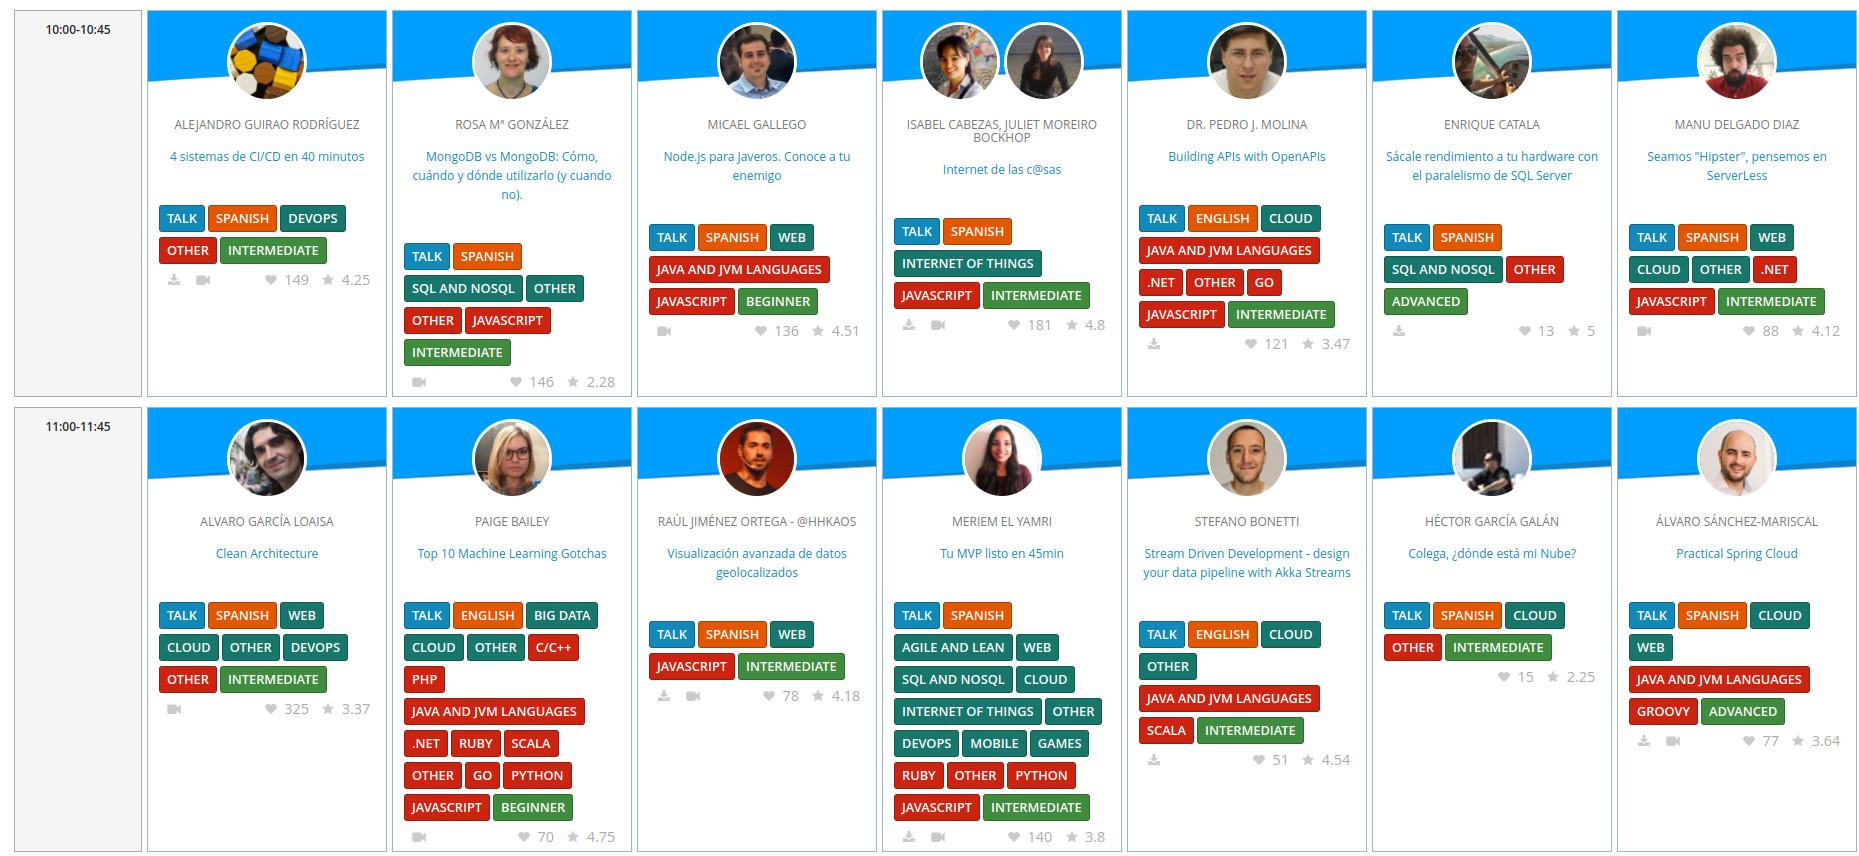 10:00-10:45
ALEJANDRO GUIRAO RODRÍGUEZ
4 sistemas de CI/CD en 40 minutos
TALK SPANISH DEVOPS
OTHER INTERMEDIATE
149 4.25
ROSA Mª GONZÁLEZ
MongoDB vs MongoDB: Cómo,
cuándo y dónde utilizarlo (y cuando
no).
TALK SPANISH
SQL AND NOSQL OTHER
OTHER JAVASCRIPT
INTERMEDIATE
146 2.28
MICAEL GALLEGO
Node.js para Javeros. Conoce a tu
enemigo
TALK SPANISH WEB
JAVA AND JVM LANGUAGES
JAVASCRIPT BEGINNER
136 4.51
ISABEL CABEZAS, JULIET MOREIRO
BOCKHOP
Internet de las c@sas
TALK SPANISH
INTERNET OF THINGS
JAVASCRIPT INTERMEDIATE
181 4.8
DR. PEDRO J. MOLINA
Building APIs with OpenAPIs
TALK ENGLISH CLOUD
JAVA AND JVM LANGUAGES
.NET OTHER GO
JAVASCRIPT INTERMEDIATE
121 3.47
ENRIQUE CATALA
Sácale rendimiento a tu hardware con
el paralelismo de SQL Server
TALK SPANISH
SQL AND NOSQL OTHER
ADVANCED
13 5
MANU DELGADO DIAZ
Seamos "Hipster", pensemos en
ServerLess
TALK SPANISH WEB
CLOUD OTHER .NET
JAVASCRIPT INTERMEDIATE
88 4.12
11:00-11:45
ALVARO GARCÍA LOAISA
Clean Architecture
TALK SPANISH WEB
CLOUD OTHER DEVOPS
OTHER INTERMEDIATE
325 3.37
PAIGE BAILEY
Top 10 Machine Learning Gotchas
TALK ENGLISH BIG DATA
CLOUD OTHER C/C++
PHP
JAVA AND JVM LANGUAGES
.NET RUBY SCALA
OTHER GO PYTHON
JAVASCRIPT BEGINNER
70 4.75
RAÚL JIMÉNEZ ORTEGA - @HHKAOS
Visualización avanzada de datos
geolocalizados
TALK SPANISH WEB
JAVASCRIPT INTERMEDIATE
78 4.18
MERIEM EL YAMRI
Tu MVP listo en 45min
TALK SPANISH
AGILE AND LEAN WEB
SQL AND NOSQL CLOUD
INTERNET OF THINGS OTHER
DEVOPS MOBILE GAMES
RUBY OTHER PYTHON
JAVASCRIPT INTERMEDIATE
140 3.8
STEFANO BONETTI
Stream Driven Development - design
your data pipeline with Akka Streams
TALK ENGLISH CLOUD
OTHER
JAVA AND JVM LANGUAGES
SCALA INTERMEDIATE
51 4.54
HÉCTOR GARCÍA GALÁN
Colega, ¿dónde está mi Nube?
TALK SPANISH CLOUD
OTHER INTERMEDIATE
15 2.25
ÁLVARO SÁNCHEZ-MARISCAL
Practical Spring Cloud
TALK SPANISH CLOUD
WEB
JAVA AND JVM LANGUAGES
GROOVY ADVANCED
77 3.64